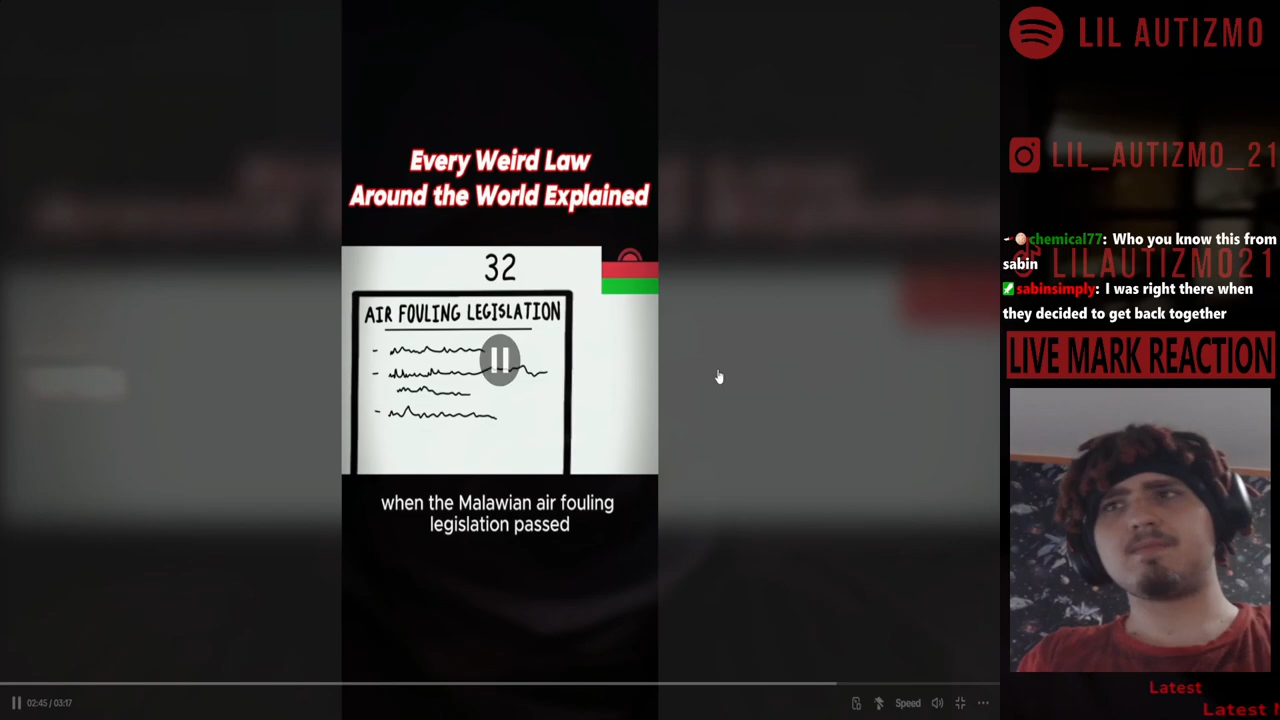 Every Weird Law
Around the World Explained
32
AIR FOULING LEGISLATION
when the Malawian air fouling
legislation passed
02:45 / 03:17
Speed
LIL AUTIZMO
LIL_AUTIZMO_21
chemical77: Who you know this from
sabin
LILAUTIZMO21
sabinsimply: I was right there when
they decided to get back together
LIVE MARK REACTION
Latest
Latest